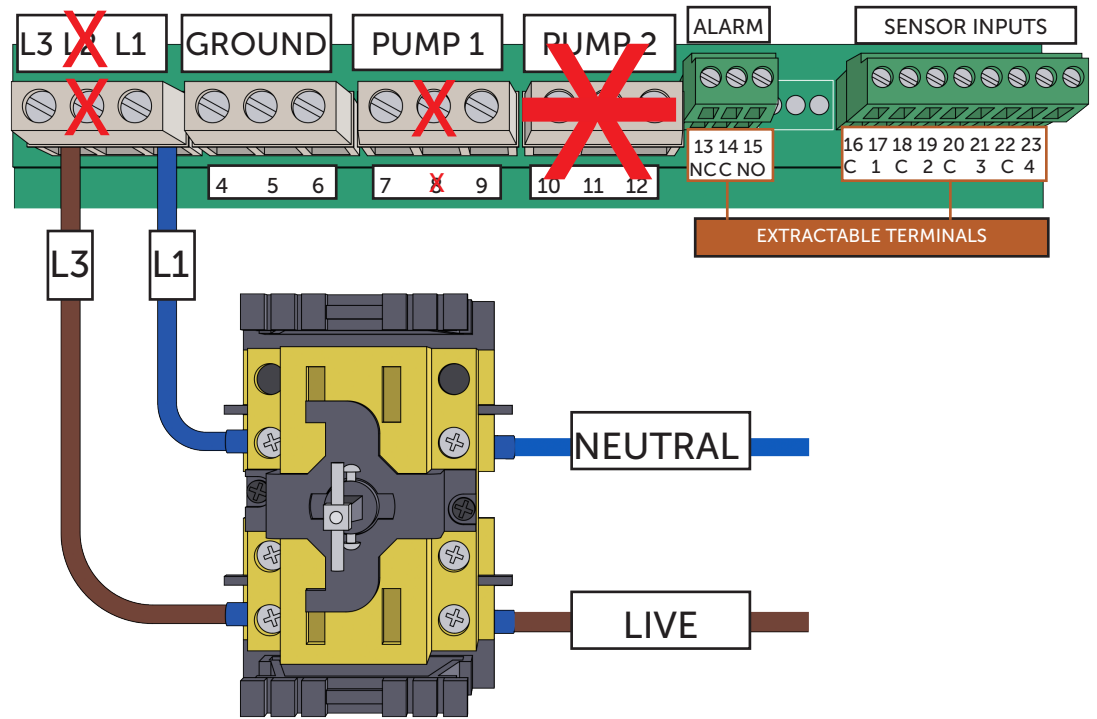 L3 L2 L1
GROUND
PUMP 1
PUMP 2
ALARM
SENSOR INPUTS
4 5 6
7 8 9
10 11 12
13 14 15
NC C NO
16 17 18 19 20 21 22 23
C 1 C 2 C 3 C 4
EXTRACTABLE TERMINALS
L3
L1
NEUTRAL
LIVE